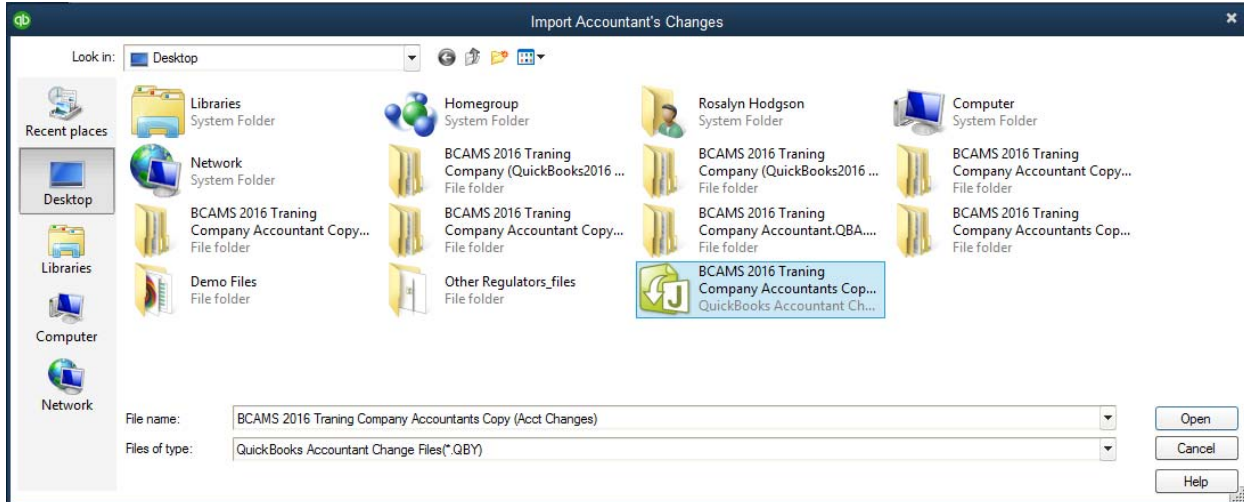 qb
Import Accountant's Changes
Look in:
Desktop
Recent places
Desktop
Libraries
Computer
Network
Libraries
System Folder
Homegroup
System Folder
Rosalyn Hodgson
System Folder
Computer
System Folder
Network
System Folder
BCAMS 2016 Traning
Company (QuickBooks2016 ...
File folder
BCAMS 2016 Traning
Company (QuickBooks2016 ...
File folder
BCAMS 2016 Traning
Company Accountant Copy...
File folder
BCAMS 2016 Traning
Company Accountant Copy...
File folder
BCAMS 2016 Traning
Company Accountant Copy...
File folder
BCAMS 2016 Traning
Company Accountant.QBA....
File folder
BCAMS 2016 Traning
Company Accountants Cop...
File folder
Demo Files
File folder
Other Regulators_files
File folder
BCAMS 2016 Traning
Company Accountants Cop...
QuickBooks Accountant Ch...
File name:
BCAMS 2016 Traning Company Accountants Copy (Acct Changes)
Open
Files of type:
QuickBooks Accountant Change Files(*.QBY)
Cancel
Help